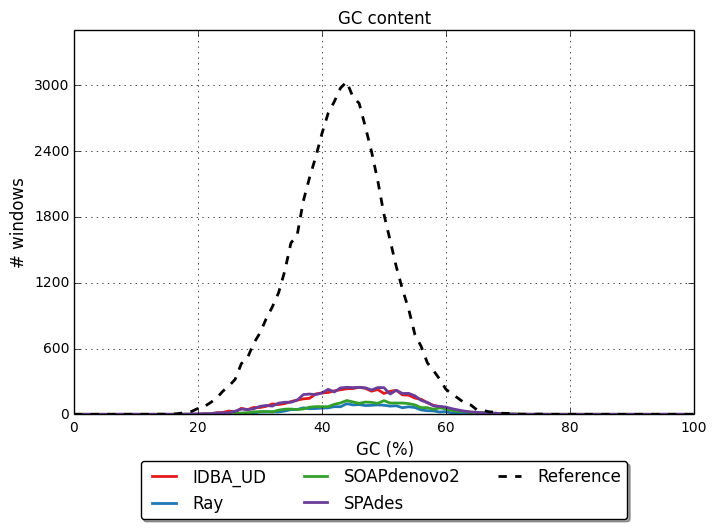 GC content
3000
2400
1800
1200
600
0
# windows
0 20 40 60 80 100
GC (%)
IDBA_UD SOAPdenovo2 Reference
Ray SPAdes